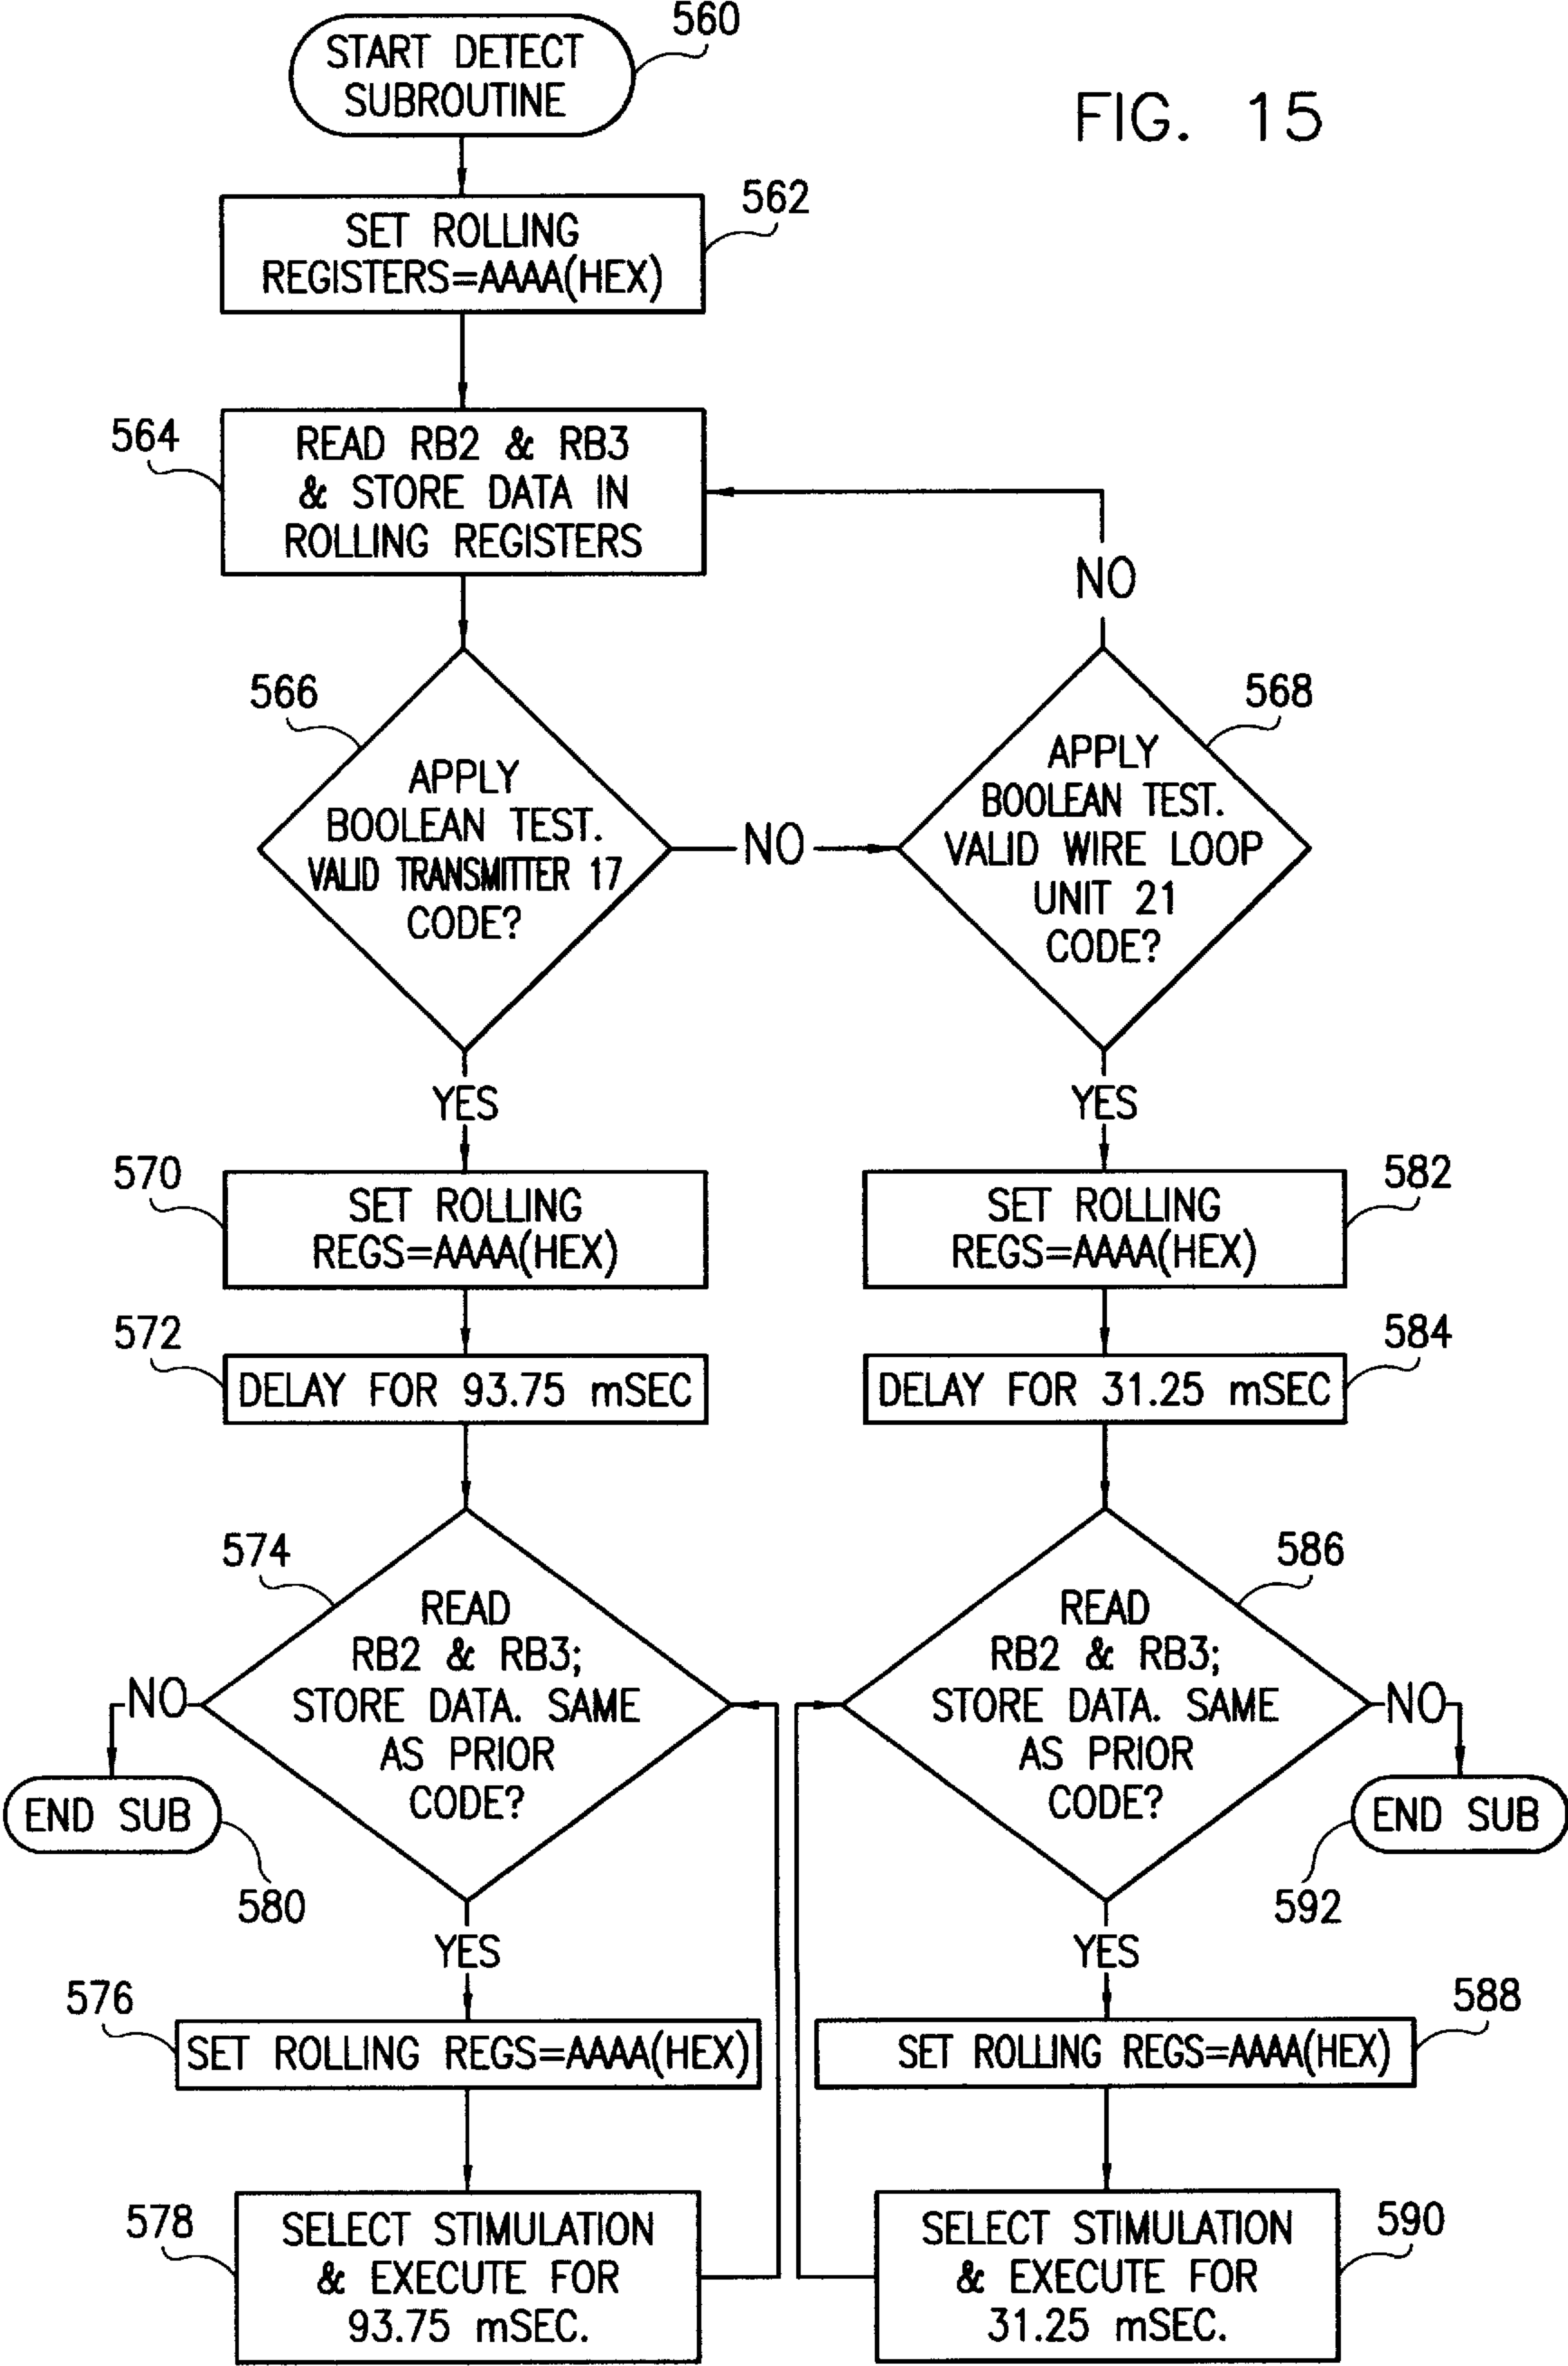 START DETECT
SUBROUTINE
560
FIG. 15
SET ROLLING
REGISTERS=AAAA(HEX)
562
564
READ RB2 & RB3
& STORE DATA IN
ROLLING REGISTERS
NO
566
APPLY
BOOLEAN TEST.
VALID TRANSMITTER 17
CODE?
NO
568
APPLY
BOOLEAN TEST.
VALID WIRE LOOP
UNIT 21
CODE?
YES
YES
570
SET ROLLING
REGS=AAAA(HEX)
582
SET ROLLING
REGS=AAAA(HEX)
572
DELAY FOR 93.75 mSEC
584
DELAY FOR 31.25 mSEC
574
READ
RB2 & RB3;
STORE DATA. SAME
AS PRIOR
CODE?
NO
END SUB
580
586
READ
RB2 & RB3;
STORE DATA. SAME
AS PRIOR
CODE?
NO
END SUB
592
YES
YES
576
SET ROLLING REGS=AAAA(HEX)
588
SET ROLLING REGS=AAAA(HEX)
578
SELECT STIMULATION
& EXECUTE FOR
93.75 mSEC.
590
SELECT STIMULATION
& EXECUTE FOR
31.25 mSEC.